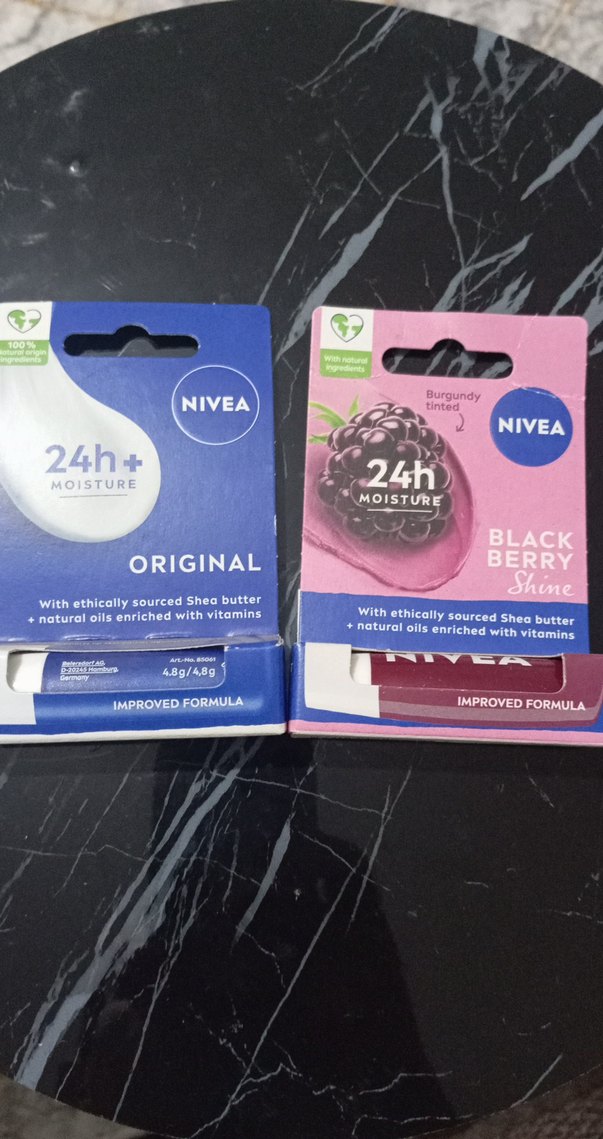 100%
Natural origin
ingredients
NIVEA
24h+
MOISTURE
ORIGINAL
With ethically sourced Shea butter
+ natural oils enriched with vitamins
Beiersdorf AG,
D-20245 Hamburg,
Germany
Art.-No. 85061
4.8g/4,8g
IMPROVED FORMULA
With natural
ingredients
Burgundy
tinted
NIVEA
24h
MOISTURE
BLACK
BERRY
Shine
With ethically sourced Shea butter
+ natural oils enriched with vitamins
NIVEA
IMPROVED FORMULA